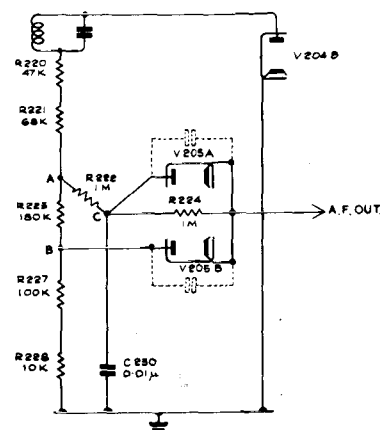 R220
47K
V204B
R221
68K
A
R222
1M
V205A
C
R223
180K
R224
1M
A.F. OUT.
B
V205B
R227
100K
C230
0.01μ
R228
10K